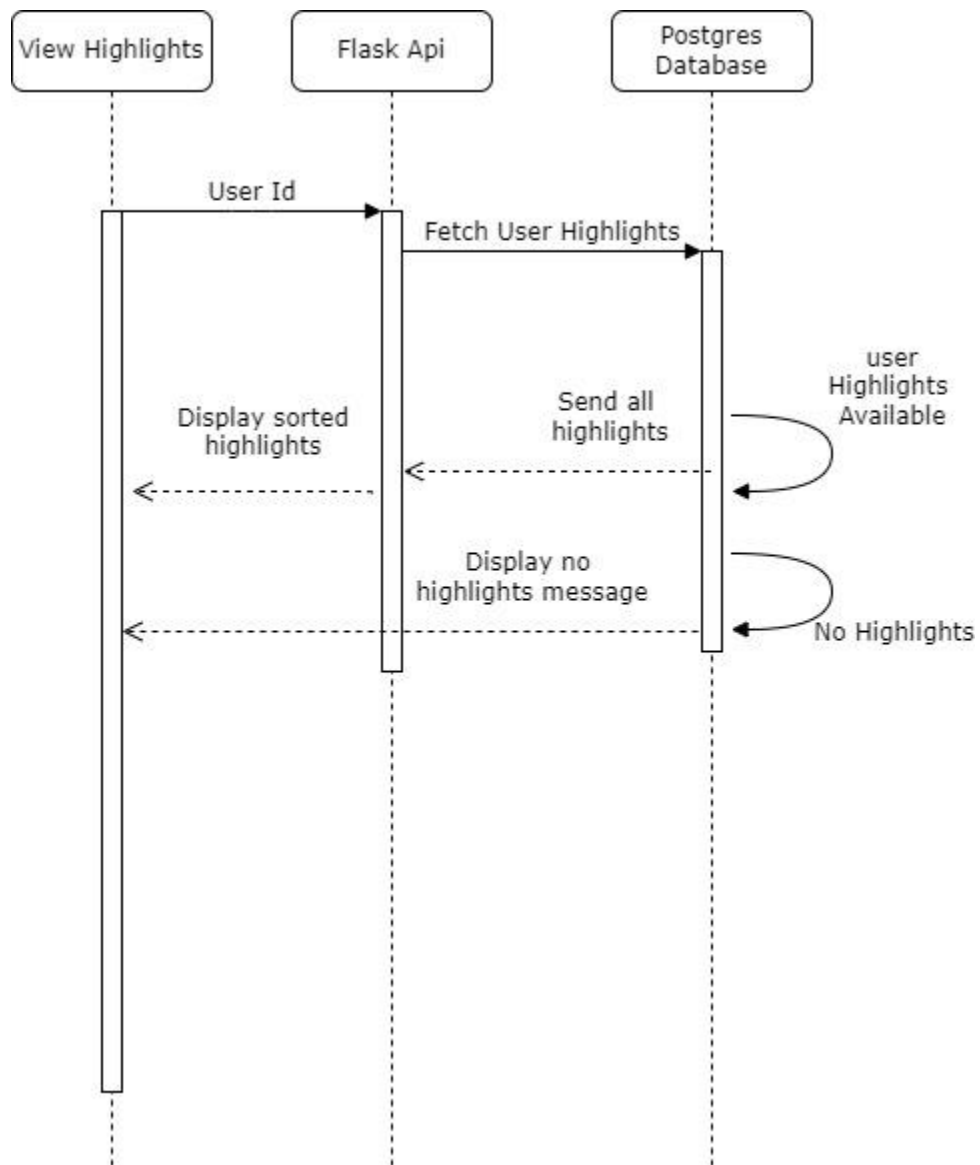 View Highlights
Flask Api
Postgres
Database
User Id
Fetch User Highlights
user
Highlights
Available
Send all
highlights
Display sorted
highlights
Display no
highlights message
No Highlights